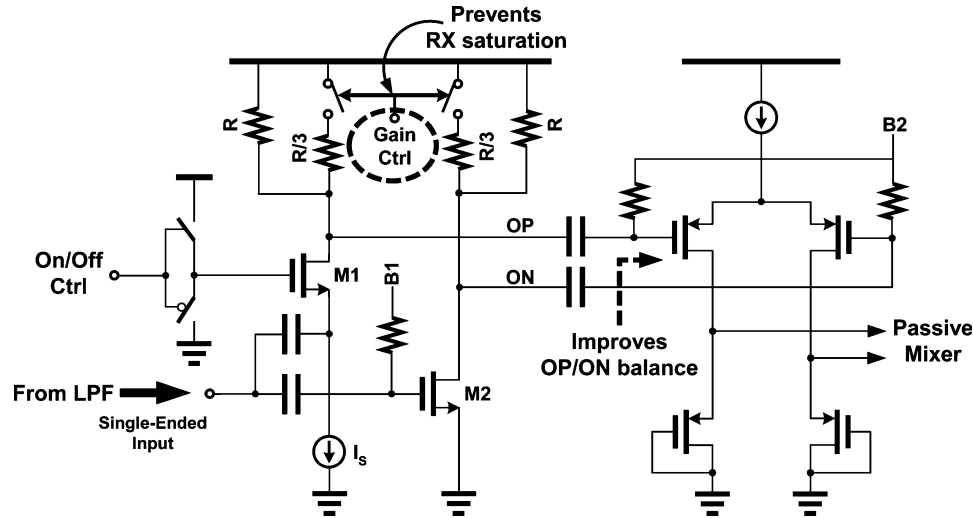 Prevents
RX saturation
R
R/3
Gain
Ctrl
R/3
R
B2
On/Off
Ctrl
M1
B1
OP
ON
Improves
OP/ON balance
Passive
Mixer
From LPF
Single-Ended
Input
M2
IS